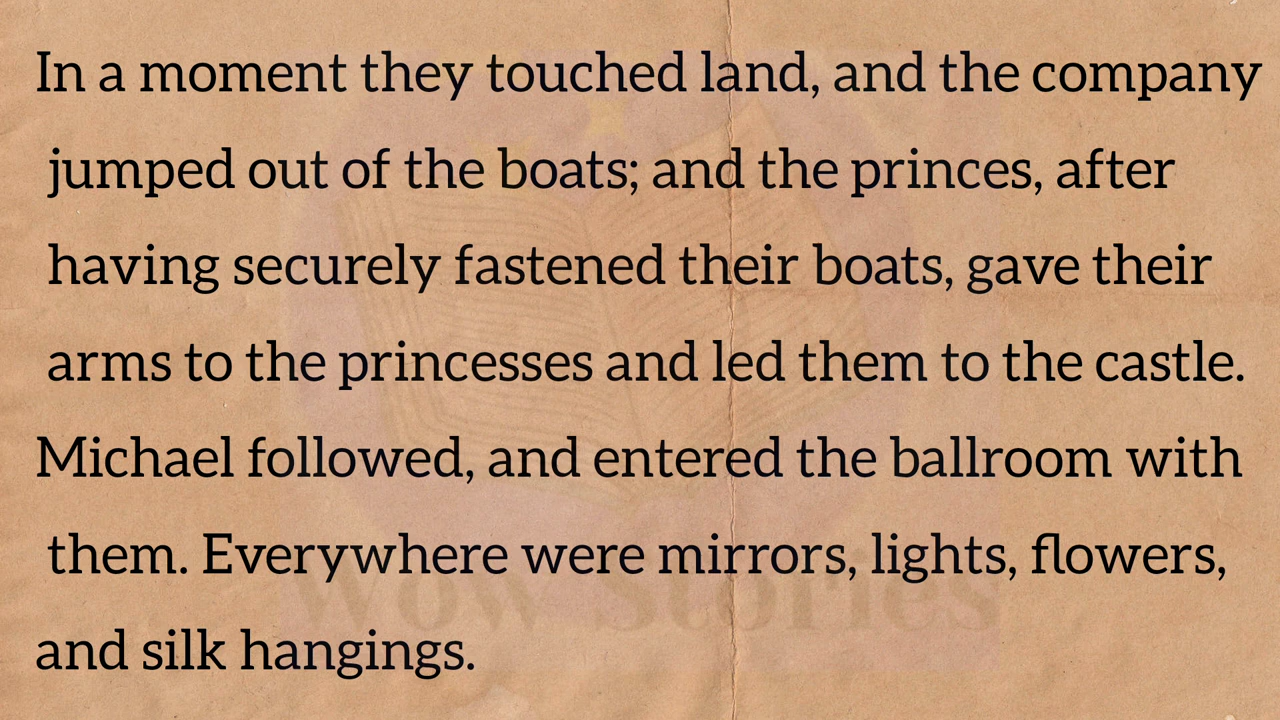 In a moment they touched land, and the company
jumped out of the boats; and the princes, after
having securely fastened their boats, gave their
arms to the princesses and led them to the castle.
Michael followed, and entered the ballroom with
them. Everywhere were mirrors, lights, flowers,
and silk hangings.
Wow Stories